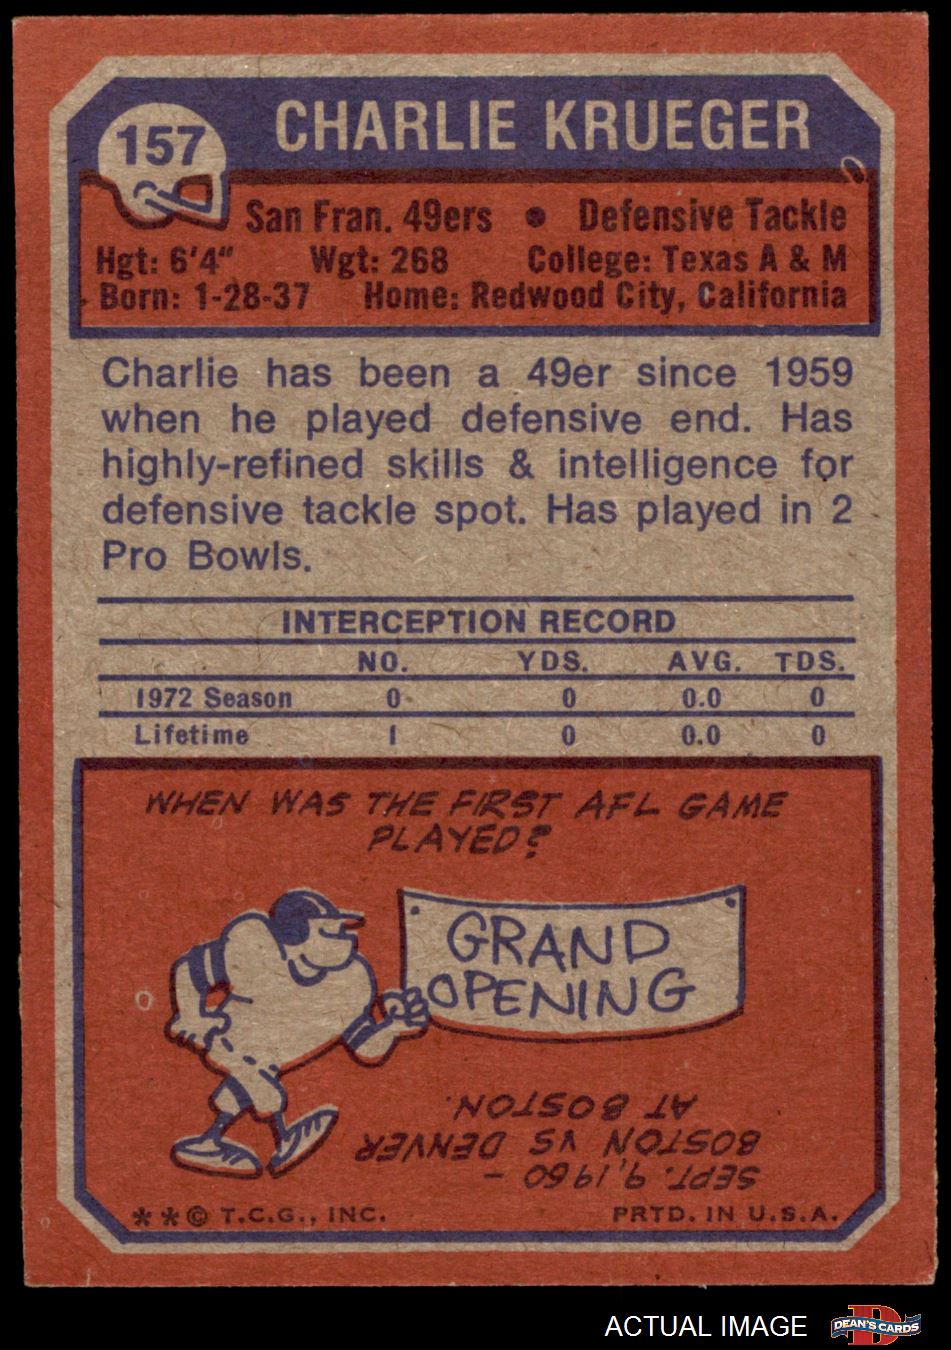 157
CHARLIE KRUEGER
San Fran. 49ers • Defensive Tackle
Hgt: 6'4" Wgt: 268 College: Texas A & M
Born: 1-28-37 Home: Redwood City, California
Charlie has been a 49er since 1959
when he played defensive end. Has
highly-refined skills & intelligence for
defensive tackle spot. Has played in 2
Pro Bowls.
INTERCEPTION RECORD
NO. YDS. AVG. TDS.
1972 Season 0 0 0.0 0
Lifetime 1 0 0.0 0
WHEN WAS THE FIRST AFL GAME
PLAYED?
GRAND
OPENING
SEPT. 9, 1960 -
BOSTON VS DENVER
AT BOSTON.
**© T.C.G., INC. PRTD. IN U.S.A.
ACTUAL IMAGE
D
DEAN'S CARDS